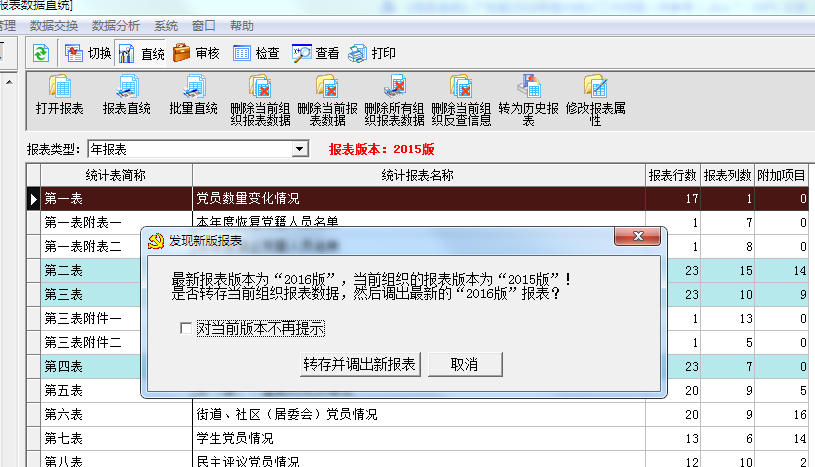 报表数据直统]
管理 数据交换 数据分析 系统 窗口 帮助
切换 直统 审核 检查 查看 打印
打开报表 报表直统 批量直统 删除当前组织报表数据 删除当前报表数据 删除所有组织报表数据 删除当前组织反查信息 转为历史报表 修改报表属性
报表类型: 年报表 报表版本: 2015版
统计表简称 统计报表名称 报表行数 报表列数 附加项目
第一表 党员数量变化情况 17 1 0
第一表附表一 本年度恢复党籍人员名单 1 7 0
第一表附表二 1 8 0
第二表 23 15 14
第三表 23 10 9
第三表附件一 1 13 0
第三表附件二 1 5 0
第四表 23 7 0
第五表 20 9 5
第六表 街道、社区（居委会）党员情况 20 9 16
第七表 学生党员情况 13 6 14
第八表 民主评议党员情况 12 10 2
发现新版报表
最新报表版本为“2016版”，当前组织的报表版本为“2015版”！
是否转存当前组织报表数据，然后调出最新的“2016版”报表？
对当前版本不再提示
转存并调出新报表 取消